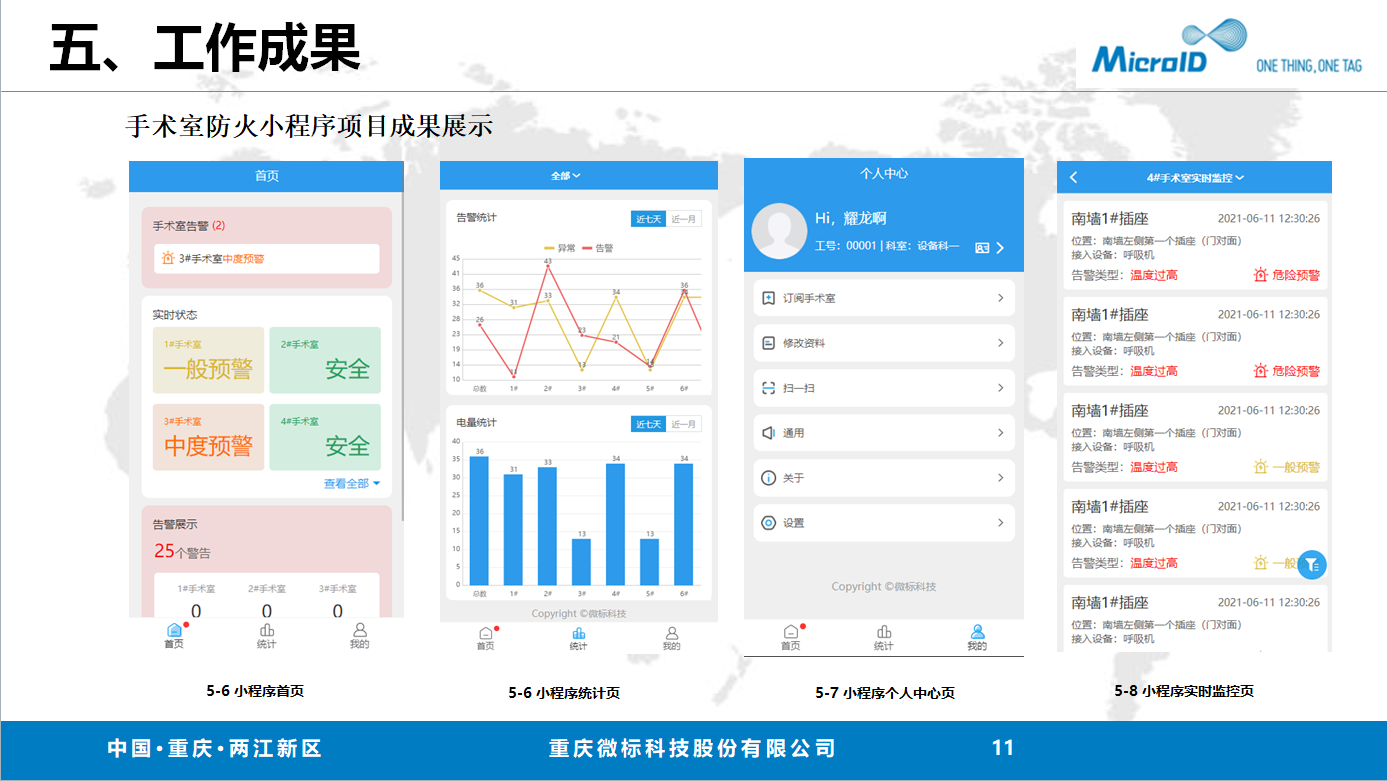 五、工作成果
MicroID
ONE THING, ONE TAG
手术室防火小程序项目成果展示
首页
手术室告警 (2)
3#手术室中度预警
实时状态
1#手术室
一般预警
2#手术室
安全
3#手术室
中度预警
4#手术室
安全
查看全部
告警展示
25个警告
1#手术室 2#手术室 3#手术室
0 0 0
首页 统计 我的
5-6 小程序首页
全部
告警统计
近七天 近一月
异常 告警
45
41
36
32
28
23
19
14
10
36 31 33 13 34 14 34
26 11 43 23 21 14 36
总数 1# 2# 3# 4# 5# 6#
电量统计
近七天 近一月
40
35
30
25
20
15
10
5
0
36 31 33 13 34 13 34
总数 1# 2# 3# 4# 5# 6#
Copyright ©微标科技
首页 统计 我的
5-6 小程序统计页
个人中心
Hi，耀龙啊
工号：00001 | 科室：设备科一
订阅手术室
修改资料
扫一扫
通用
关于
设置
Copyright ©微标科技
首页 统计 我的
5-7 小程序个人中心页
4#手术室实时监控
南墙1#插座 2021-06-11 12:30:26
位置：南墙左侧第一个插座（门对面）
接入设备：呼吸机
告警类型：温度过高 危险预警
南墙1#插座 2021-06-11 12:30:26
位置：南墙左侧第一个插座（门对面）
接入设备：呼吸机
告警类型：温度过高 危险预警
南墙1#插座 2021-06-11 12:30:26
位置：南墙左侧第一个插座（门对面）
接入设备：呼吸机
告警类型：温度过高 一般预警
南墙1#插座 2021-06-11 12:30:26
位置：南墙左侧第一个插座（门对面）
接入设备：呼吸机
告警类型：温度过高 一般
南墙1#插座 2021-06-11 12:30:26
位置：南墙左侧第一个插座（门对面）
接入设备：呼吸机
5-8 小程序实时监控页
中国·重庆·两江新区
重庆微标科技股份有限公司
11